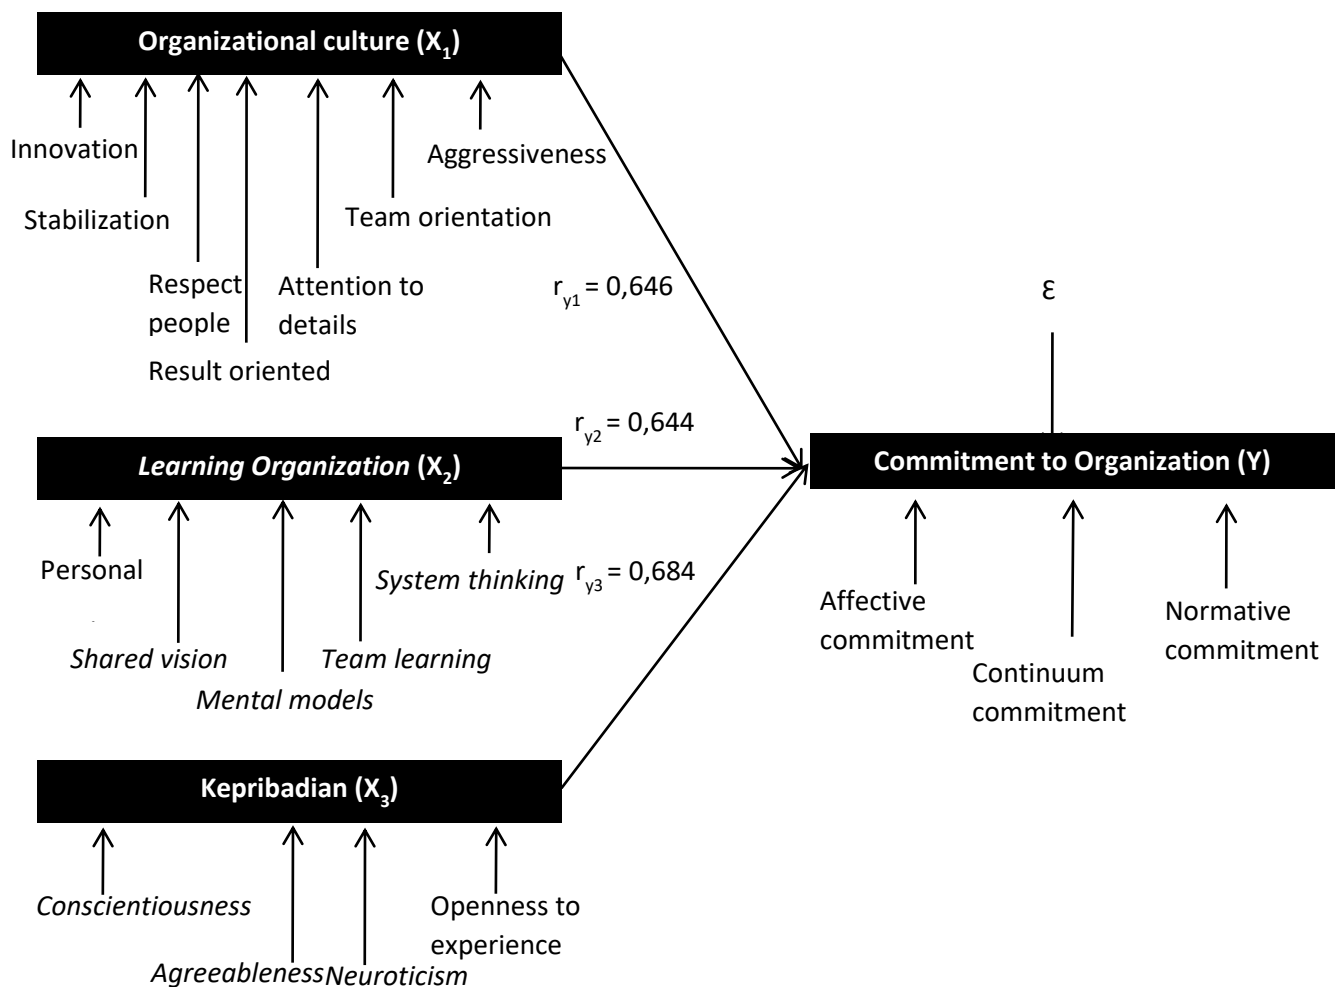 Organizational culture (X1)
Innovation
Aggressiveness
Stabilization
Team orientation
Respect
people
Attention to
details
Result oriented
ry1 = 0,646
ε
ry2 = 0,644
Learning Organization (X2)
Commitment to Organization (Y)
Personal
System thinking
ry3 = 0,684
Shared vision
Team learning
Mental models
Affective
commitment
Continuum
commitment
Normative
commitment
Kepribadian (X3)
Conscientiousness
Openness to
experience
Agreeableness
Neuroticism